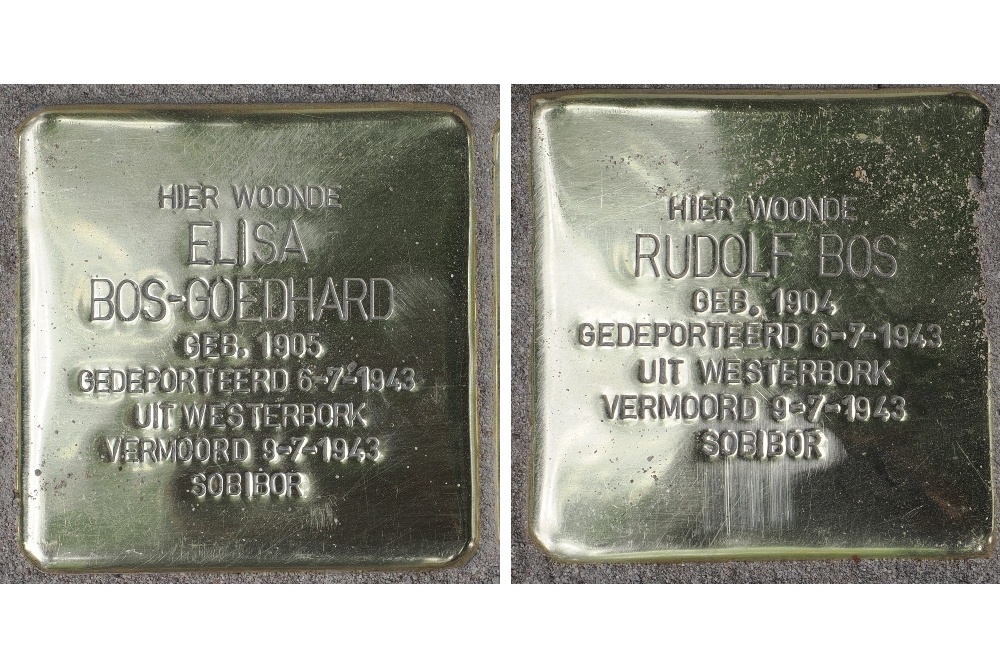 HIER WOONDE
ELISA
BOS-GOEDHARD
GEB. 1905
GEDEPORTEERD 6-7-1943
UIT WESTERBORK
VERMOORD 9-7-1943
SOBIBOR
HIER WOONDE
RUDOLF BOS
GEB. 1904
GEDEPORTEERD 6-7-1943
UIT WESTERBORK
VERMOORD 9-7-1943
SOBIBOR